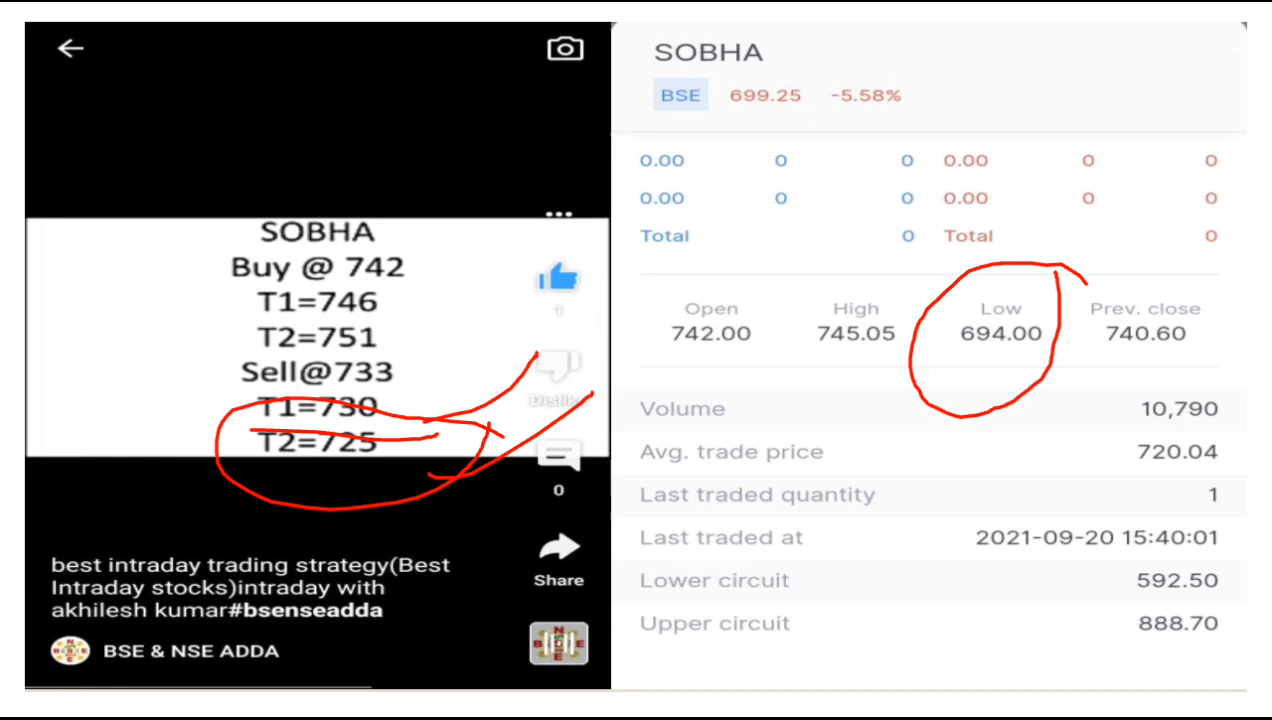 SOBHA
Buy @ 742
T1=746
T2=751
Sell@733
T1=730
T2=725
1
Dislike
0
Share
best intraday trading strategy(Best
Intraday stocks)intraday with
akhilesh kumar#bsenseadda
BSE & NSE ADDA
N
B S E
E
N
B S E
E
SOBHA
BSE 699.25 -5.58%
0.00 0 0 0.00 0 0
0.00 0 0 0.00 0 0
Total 0 Total 0
Open High Low Prev. close
742.00 745.05 694.00 740.60
Volume 10,790
Avg. trade price 720.04
Last traded quantity 1
Last traded at 2021-09-20 15:40:01
Lower circuit 592.50
Upper circuit 888.70